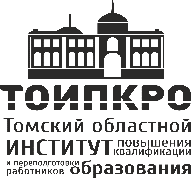 ТОИПКРО
Томский областной
ИНСТИТУТ повышения квалификации
и переподготовки работников образования